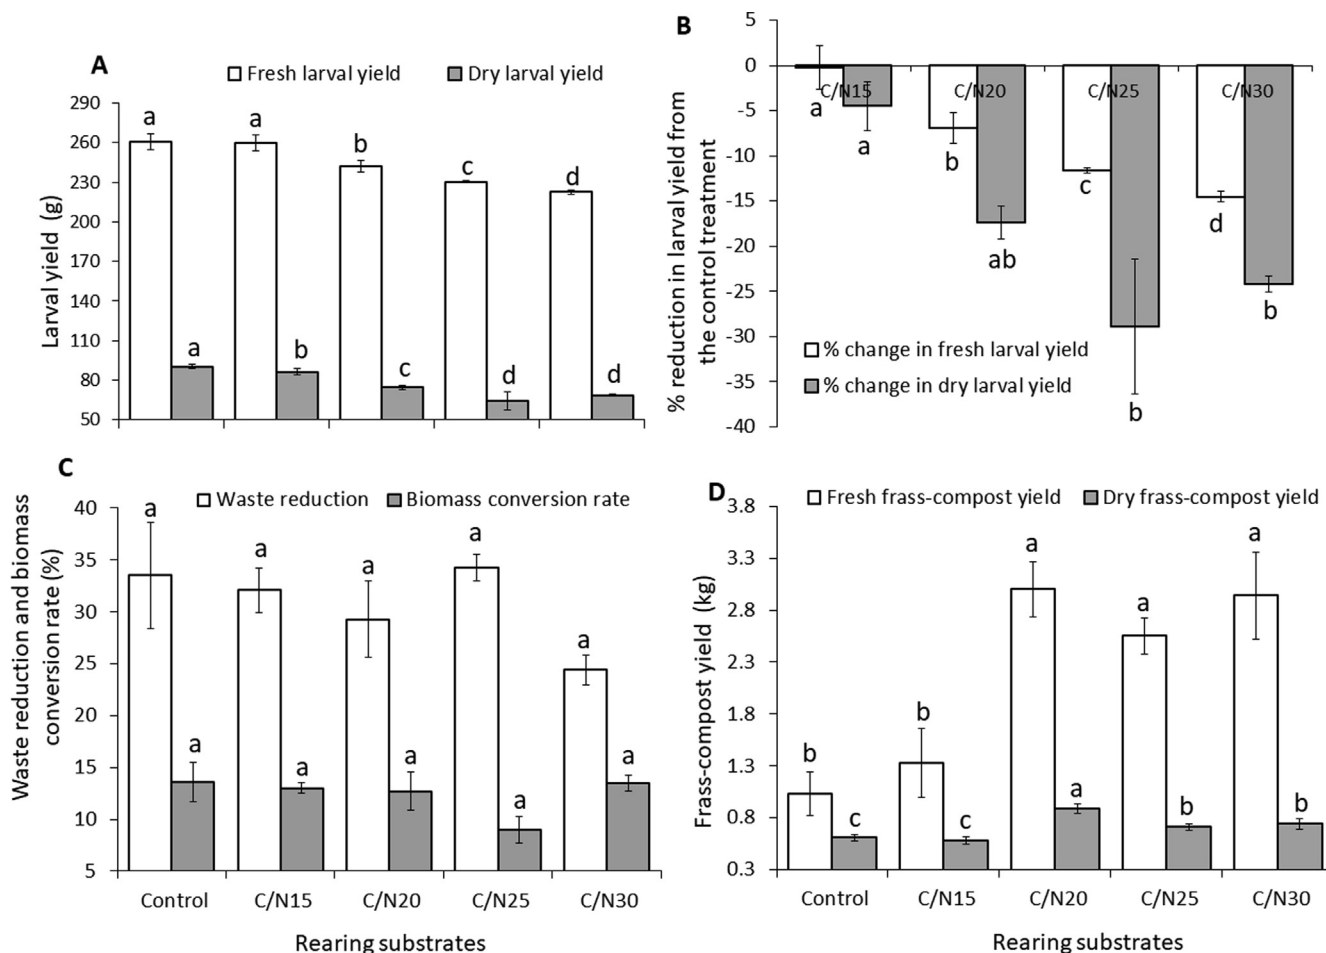 A
Fresh larval yield Dry larval yield
Larval yield (g)
290
260
230
200
170
140
110
80
50
a a b c d
a b c d d
B
% reduction in larval yield from
the control treatment
5
0
-5
-10
-15
-20
-25
-30
-35
-40
C/N15 C/N20 C/N25 C/N30
a a b ab c b d b
% change in fresh larval yield
% change in dry larval yield
C
Waste reduction Biomass conversion rate
Waste reduction and biomass
conversion rate (%)
40
35
30
25
20
15
10
5
a a a a a
a a a a a
Control C/N15 C/N20 C/N25 C/N30
Rearing substrates
D
Fresh frass-compost yield Dry frass-compost yield
Frass-compost yield (kg)
3.8
3.3
2.8
2.3
1.8
1.3
0.8
0.3
b b a a a
c c a b b
Control C/N15 C/N20 C/N25 C/N30
Rearing substrates